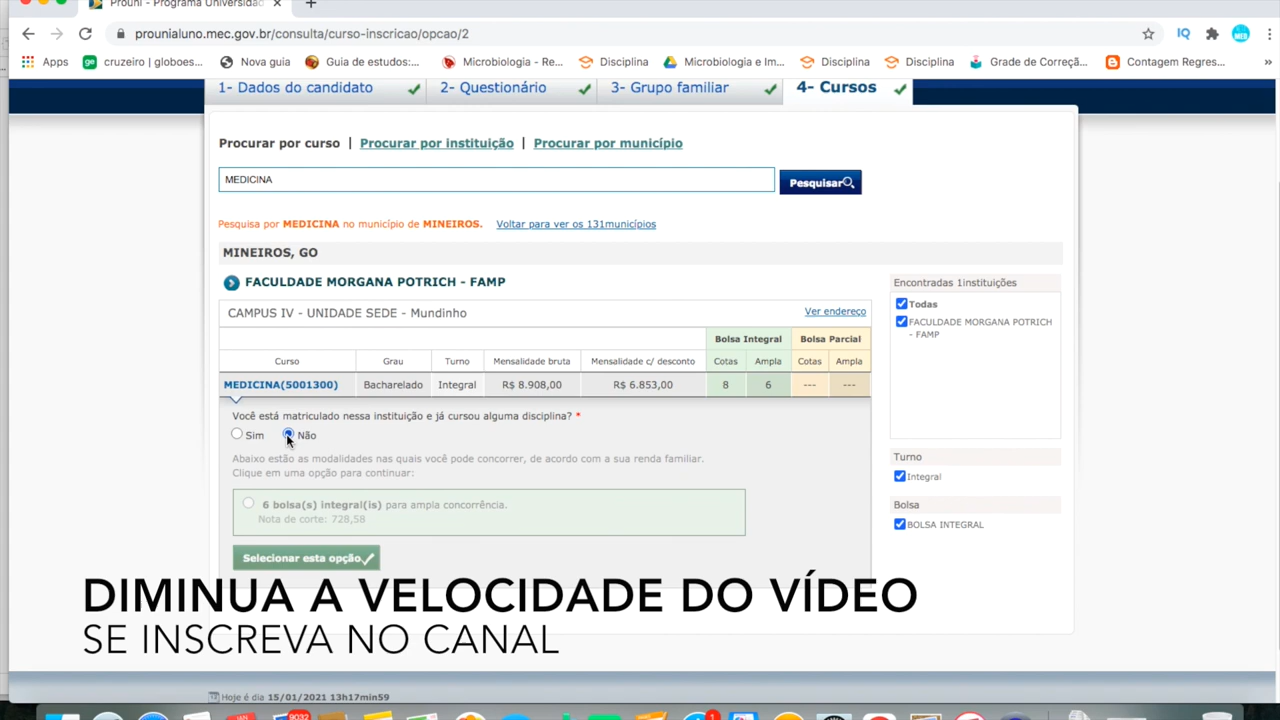 Prouni - Programa Universidad
prounialuno.mec.gov.br/consulta/curso-inscricao/opcao/2
IQ
Apps
cruzeiro | globoes...
Nova guia
Guia de estudos:...
Microbiologia - Re...
Disciplina
Microbiologia e Im...
Disciplina
Disciplina
Grade de Correçã...
Contagem Regres...
»
1- Dados do candidato
2- Questionário
3- Grupo familiar
4- Cursos
Procurar por curso | Procurar por instituição | Procurar por município
MEDICINA
Pesquisar
Pesquisa por MEDICINA no município de MINEIROS. Voltar para ver os 131municípios
MINEIROS, GO
FACULDADE MORGANA POTRICH - FAMP
CAMPUS IV - UNIDADE SEDE - Mundinho
Ver endereço
Bolsa Integral Bolsa Parcial
Curso Grau Turno Mensalidade bruta Mensalidade c/ desconto Cotas Ampla Cotas Ampla
MEDICINA(5001300) Bacharelado Integral R$ 8.908,00 R$ 6.853,00 8 6 --- ---
Você está matriculado nessa instituição e já cursou alguma disciplina? *
Sim Não
Abaixo estão as modalidades nas quais você pode concorrer, de acordo com a sua renda familiar.
Clique em uma opção para continuar:
6 bolsa(s) integral(is) para ampla concorrência.
Nota de corte: 728,58
Selecionar esta opção
Encontradas 1instituições
Todas
FACULDADE MORGANA POTRICH
- FAMP
Turno
Integral
Bolsa
BOLSA INTEGRAL
DIMINUA A VELOCIDADE DO VÍDEO
SE INSCREVA NO CANAL
Hoje é dia 15/01/2021 13h17min59
JAN
9032
1